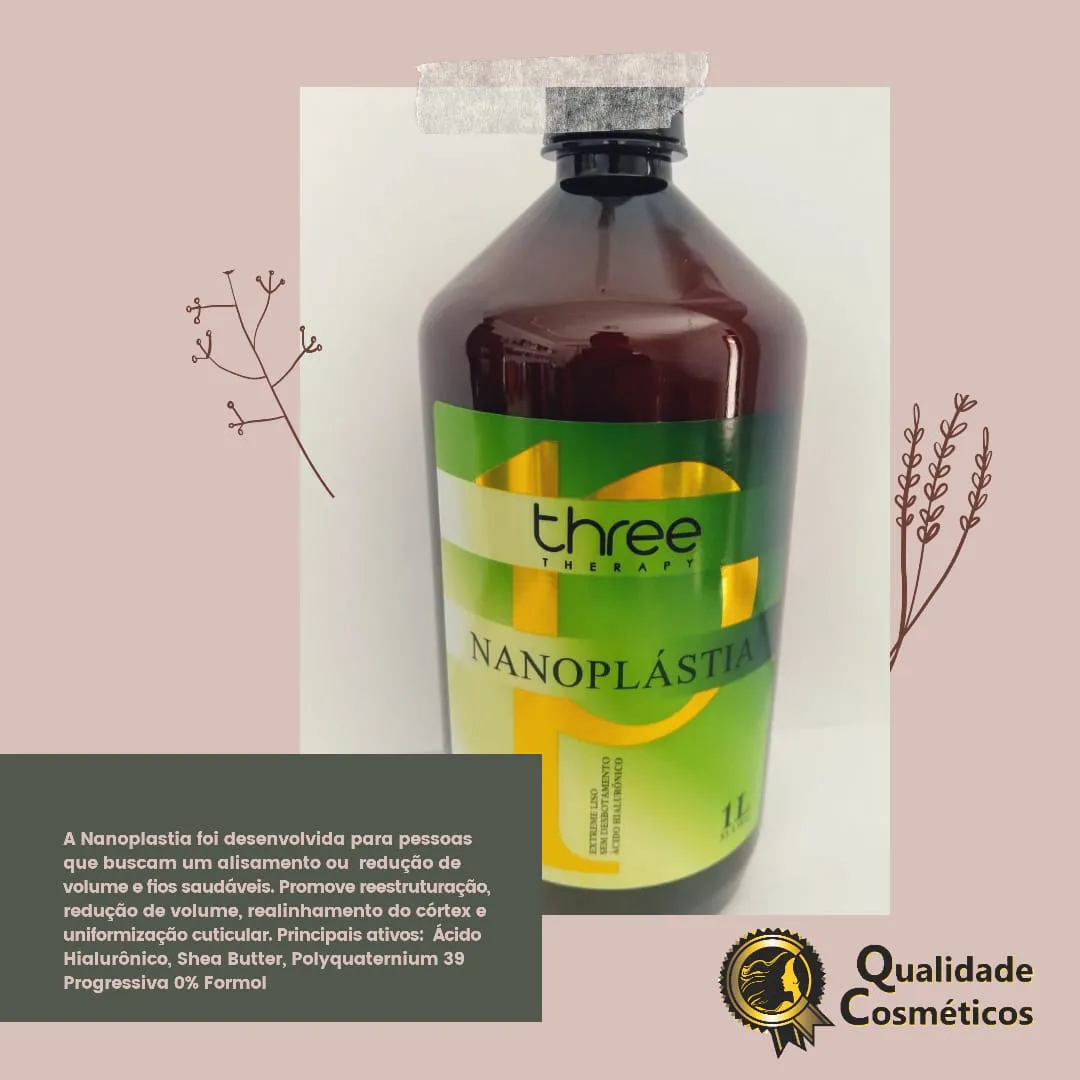 three
THERAPY
NANOPLÁSTIA
EXTREME LISO
SEM DESBOTAMENTO
ÁCIDO HIALURÔNICO
1L
A Nanoplastia foi desenvolvida para pessoas
que buscam um alisamento ou redução de
volume e fios saudáveis. Promove reestruturação,
redução de volume, realinhamento do córtex e
uniformização cuticular. Principais ativos: Ácido
Hialurônico, Shea Butter, Polyquaternium 39
Progressiva 0% Formol
Qualidade
Cosméticos